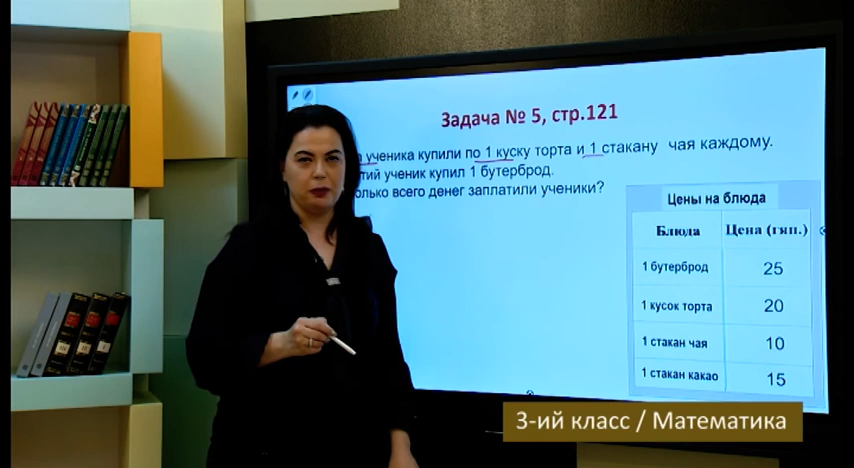 Задача № 5, стр.121
ученика купили по 1 куску торта и 1 стакану чая каждому.
ученик купил 1 бутерброд.
всего денег заплатили ученики?
Цены на блюда
Блюда Цена (гяп.)
1 бутерброд 25
1 кусок торта 20
1 стакан чая 10
1 стакан какао 15
3-ий класс / Математика